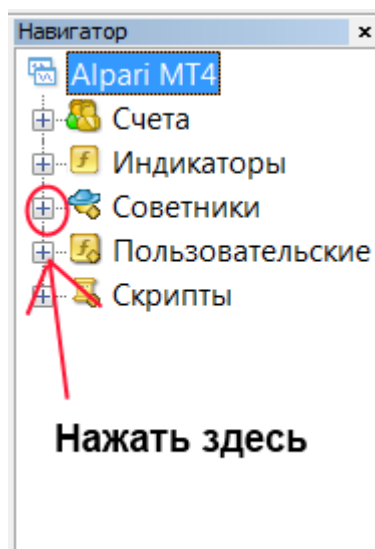 Навигатор
Alpari MT4
Счета
Индикаторы
Советники
Пользовательские
Скрипты
Нажать здесь